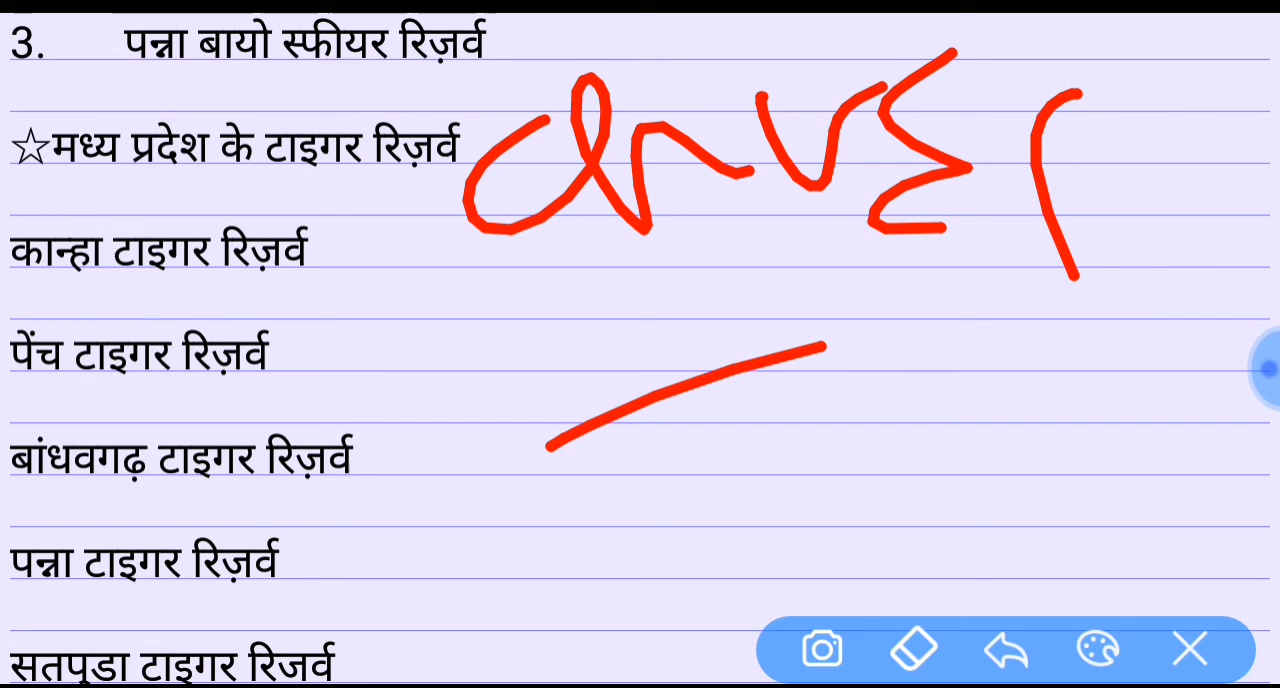 3. पन्ना बायो स्फीयर रिज़र्व
☆मध्य प्रदेश के टाइगर रिज़र्व
कान्हा टाइगर रिज़र्व
पेंच टाइगर रिज़र्व
बांधवगढ़ टाइगर रिज़र्व
पन्ना टाइगर रिज़र्व
सतपुडा टाइगर रिजर्व